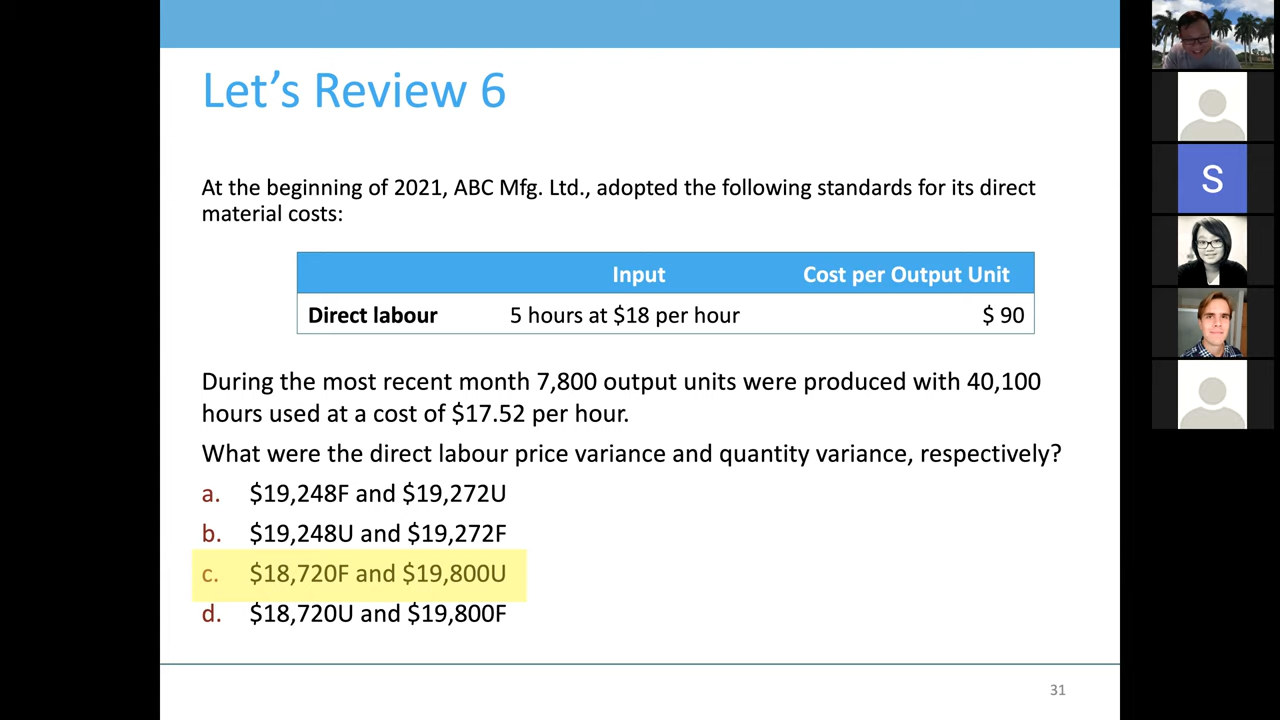 Let's Review 6
At the beginning of 2021, ABC Mfg. Ltd., adopted the following standards for its direct
material costs:
Input Cost per Output Unit
Direct labour 5 hours at $18 per hour $ 90
During the most recent month 7,800 output units were produced with 40,100
hours used at a cost of $17.52 per hour.
What were the direct labour price variance and quantity variance, respectively?
a. $19,248F and $19,272U
b. $19,248U and $19,272F
c. $18,720F and $19,800U
d. $18,720U and $19,800F
31
S